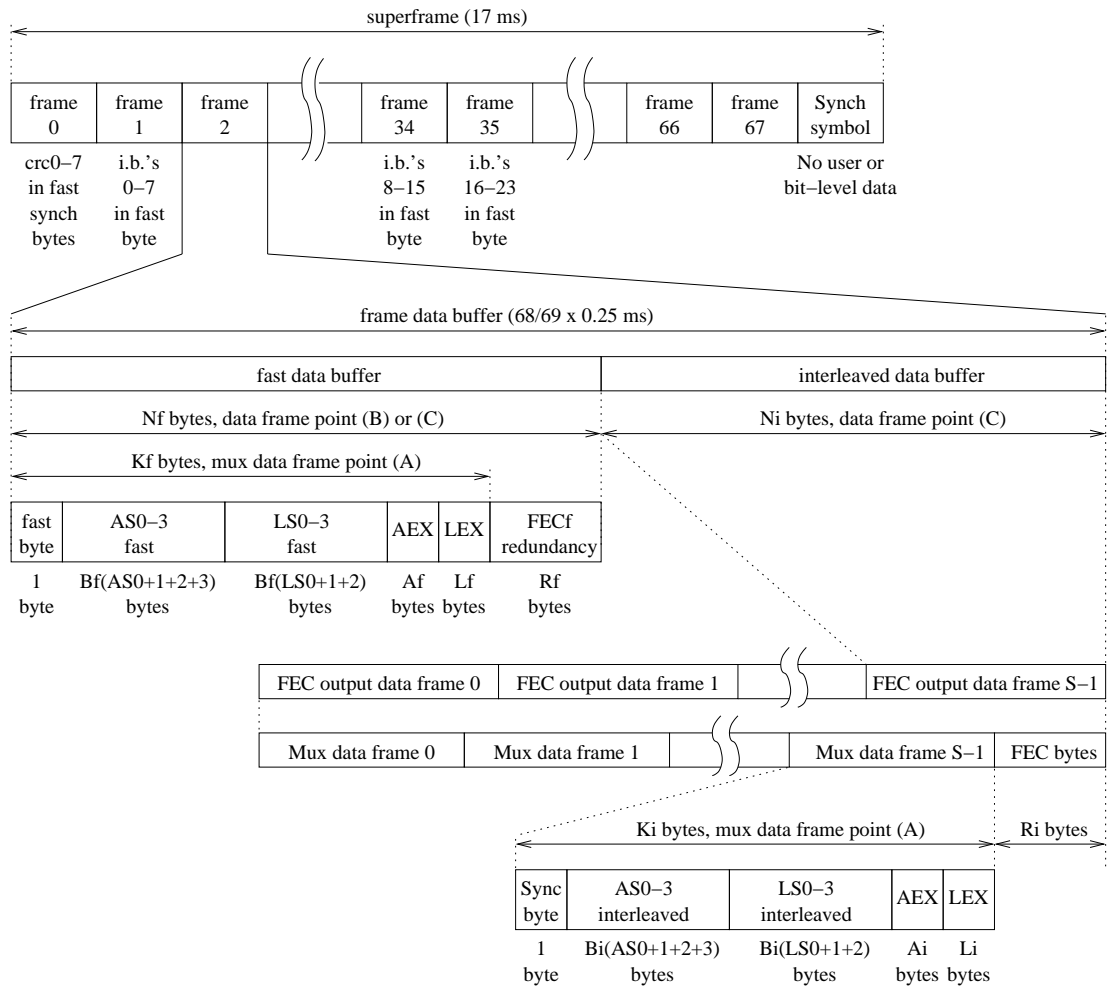 superframe (17 ms)
frame 0
frame 1
frame 2
frame 34
frame 35
frame 66
frame 67
Synch symbol
crc0−7
in fast
synch
bytes
i.b.'s
0−7
in fast
byte
i.b.'s
8−15
in fast
byte
i.b.'s
16−23
in fast
byte
No user or
bit−level data
frame data buffer (68/69 x 0.25 ms)
fast data buffer
interleaved data buffer
Nf bytes, data frame point (B) or (C)
Ni bytes, data frame point (C)
Kf bytes, mux data frame point (A)
fast
byte
AS0−3
fast
LS0−3
fast
AEX
LEX
FECf
redundancy
1
byte
Bf(AS0+1+2+3)
bytes
Bf(LS0+1+2)
bytes
Af
bytes
Lf
bytes
Rf
bytes
FEC output data frame 0
FEC output data frame 1
FEC output data frame S−1
Mux data frame 0
Mux data frame 1
Mux data frame S−1
FEC bytes
Ki bytes, mux data frame point (A)
Ri bytes
Sync
byte
AS0−3
interleaved
LS0−3
interleaved
AEX
LEX
1
byte
Bi(AS0+1+2+3)
bytes
Bi(LS0+1+2)
bytes
Ai
bytes
Li
bytes